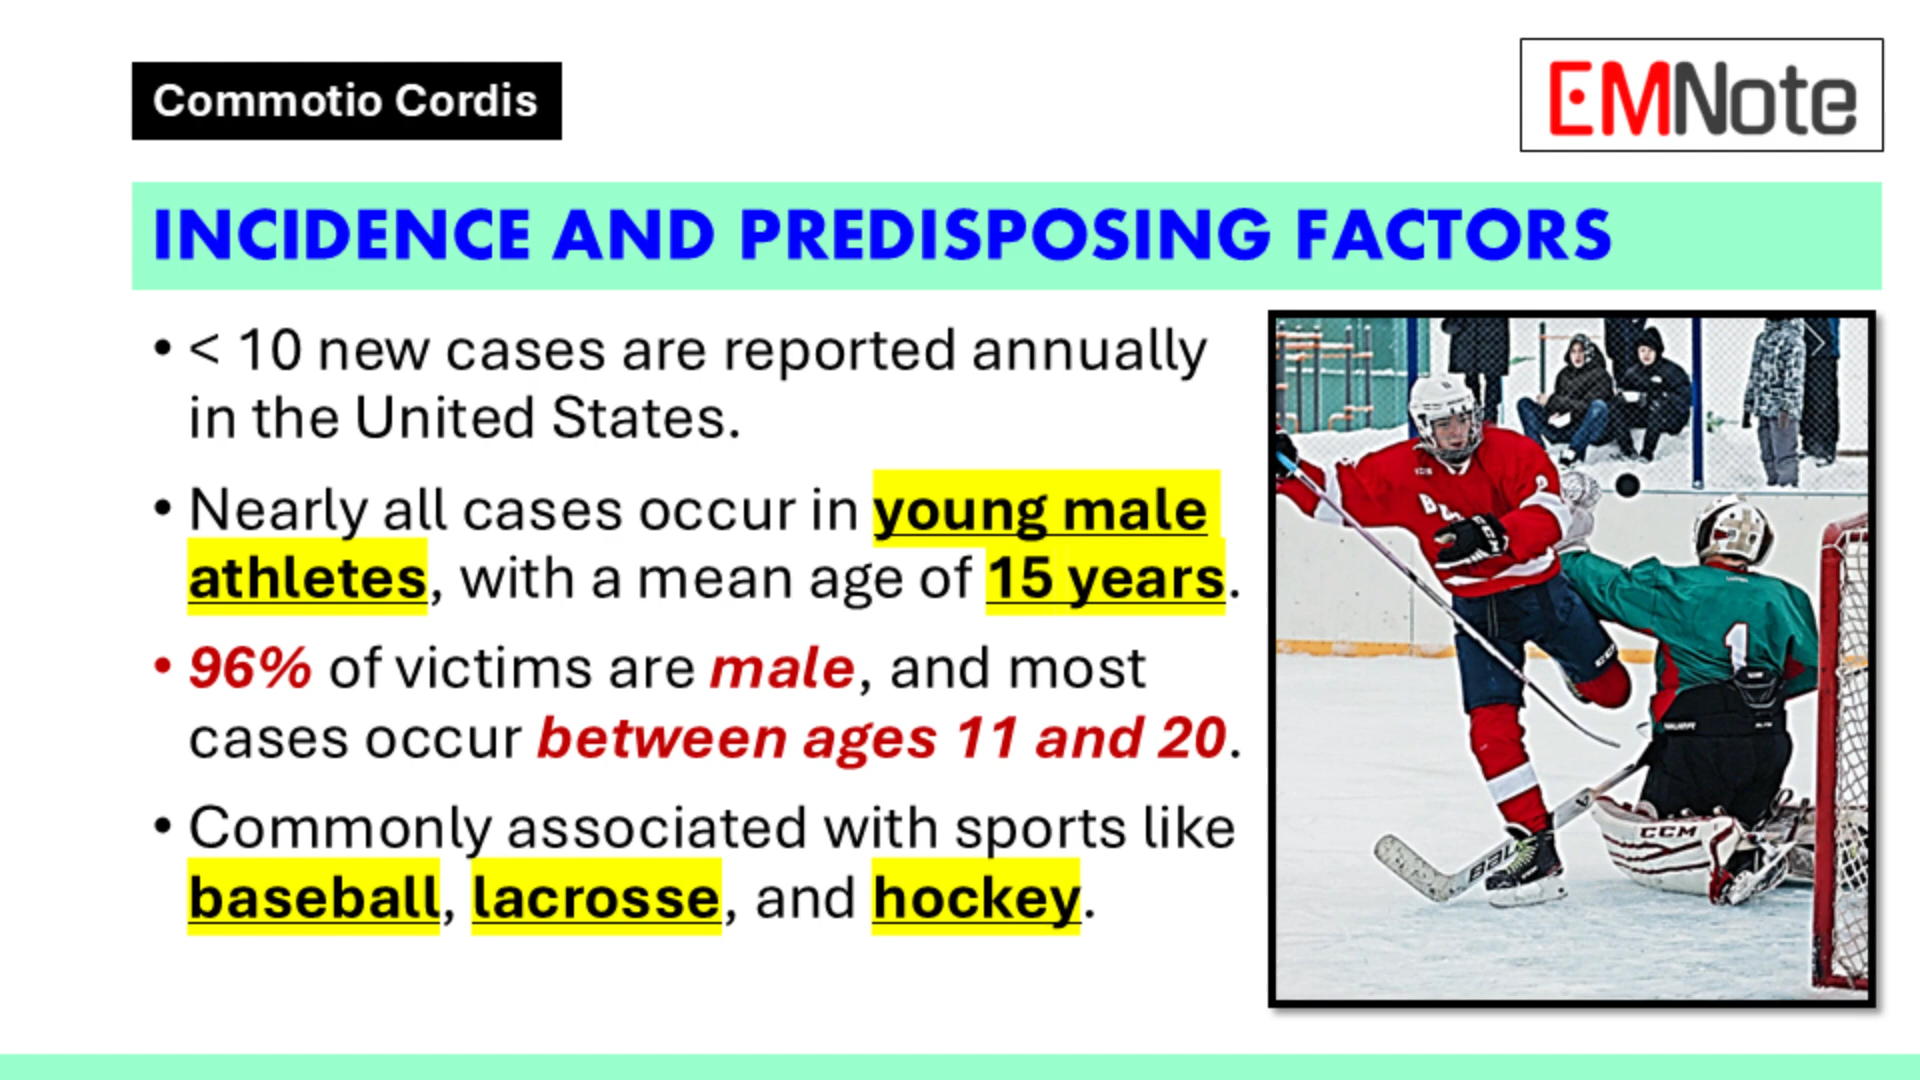 Commotio Cordis
EMNote
INCIDENCE AND PREDISPOSING FACTORS
• < 10 new cases are reported annually
in the United States.
• Nearly all cases occur in young male
athletes, with a mean age of 15 years.
• 96% of victims are male, and most
cases occur between ages 11 and 20.
• Commonly associated with sports like
baseball, lacrosse, and hockey.
1
CCM